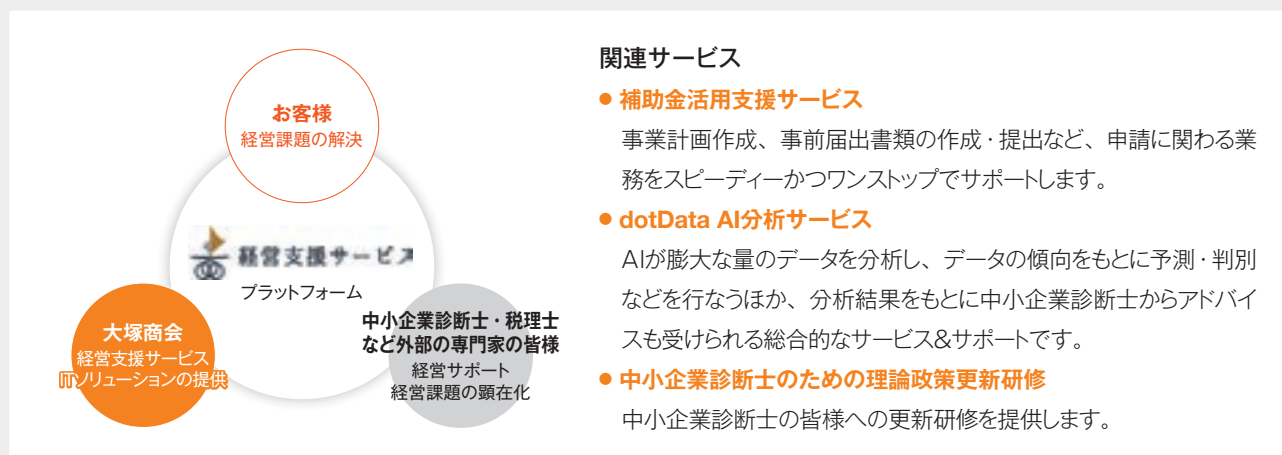 お客様
経営課題の解決
経営支援サービス
プラットフォーム
大塚商会
経営支援サービス
ITソリューションの提供
中小企業診断士・税理士
など外部の専門家の皆様
経営サポート
経営課題の顕在化
関連サービス
● 補助金活用支援サービス
事業計画作成、事前届出書類の作成・提出など、申請に関わる業
務をスピーディーかつワンストップでサポートします。
● dotData AI分析サービス
AIが膨大な量のデータを分析し、データの傾向をもとに予測・判別
などを行なうほか、分析結果をもとに中小企業診断士からアドバイ
スも受けられる総合的なサービス&サポートです。
● 中小企業診断士のための理論政策更新研修
中小企業診断士の皆様への更新研修を提供します。